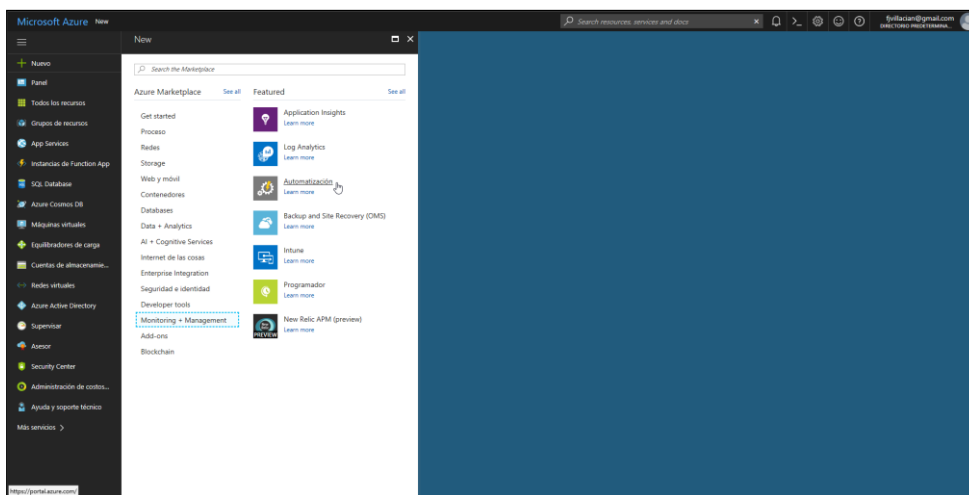 Microsoft Azure New
Search resources, services and docs
fjvillacian@gmail.com
DIRECTORIO PREDETERMINA...
New
Nuevo
Panel
Todos los recursos
Grupos de recursos
App Services
Instancias de Function App
SQL Database
Azure Cosmos DB
Máquinas virtuales
Equilibradores de carga
Cuentas de almacenamie...
Redes virtuales
Azure Active Directory
Supervisar
Asesor
Security Center
Administración de costos...
Ayuda y soporte técnico
Más servicios
https://portal.azure.com/
Search the Marketplace
Azure Marketplace See all
Get started
Proceso
Redes
Storage
Web y móvil
Contenedores
Databases
Data + Analytics
AI + Cognitive Services
Internet de las cosas
Enterprise Integration
Seguridad e identidad
Developer tools
Monitoring + Management
Add-ons
Blockchain
Featured See all
Application Insights
Learn more
Log Analytics
Learn more
Automatización
Learn more
Backup and Site Recovery (OMS)
Learn more
Intune
Learn more
Programador
Learn more
New Relic APM (preview)
Learn more
PREVIEW